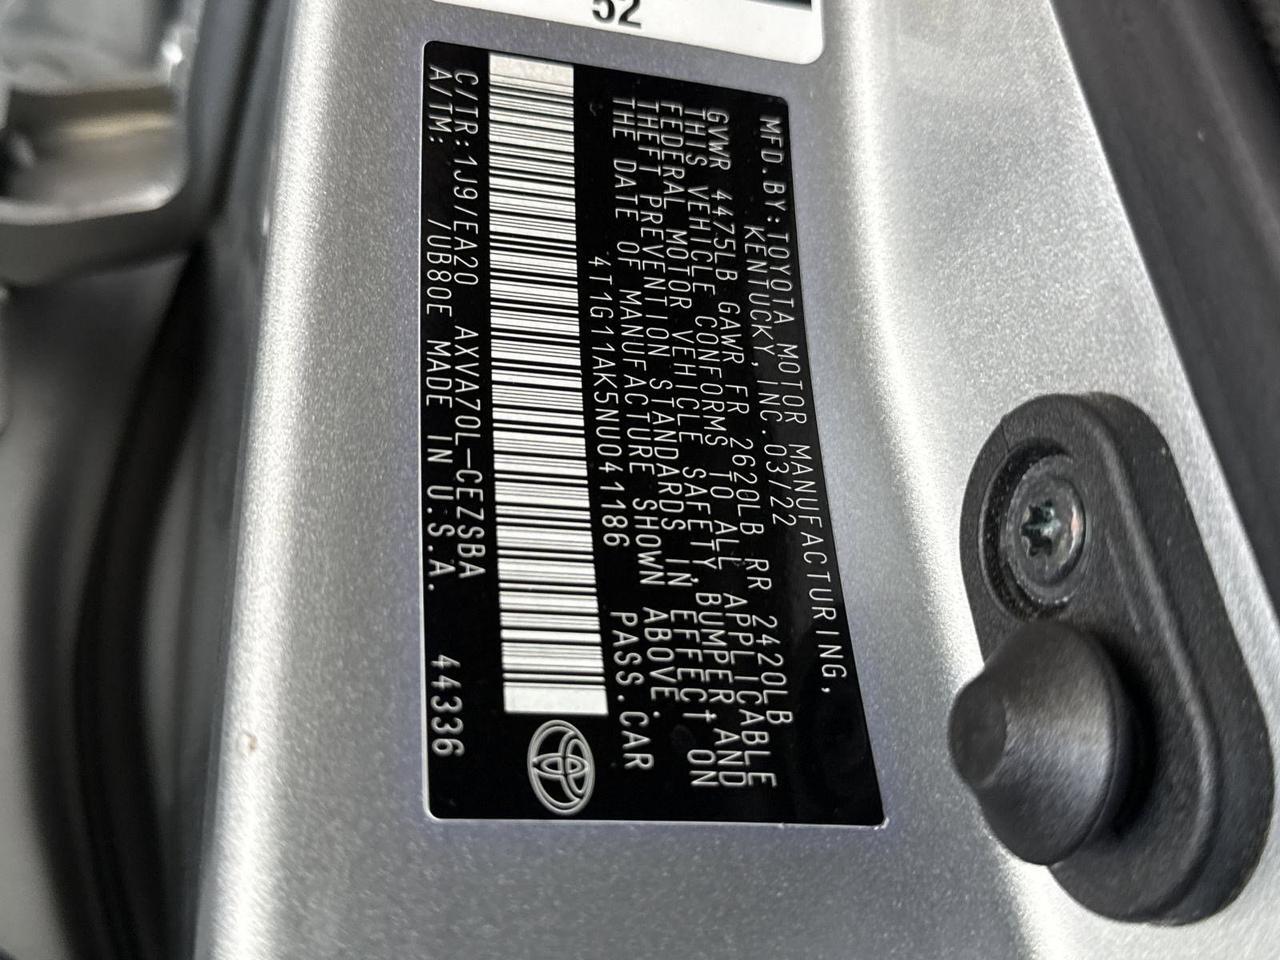 52
MFD.BY:TOYOTA MOTOR MANUFACTURING,
KENTUCKY, INC. 03/22
GVWR 4475LB GAWR FR 2620LB RR 2420LB
THIS VEHICLE CONFORMS TO ALL APPLICABLE
FEDERAL MOTOR VEHICLE SAFETY, BUMPER, AND
THEFT PREVENTION STANDARDS IN EFFECT ON
THE DATE OF MANUFACTURE SHOWN ABOVE.
4T1G11AK5NU041186 PASS.CAR
C/TR:1J9/EA20 AXVA70L-CEZSBA
A/TM: /UB80E MADE IN U.S.A. 44336